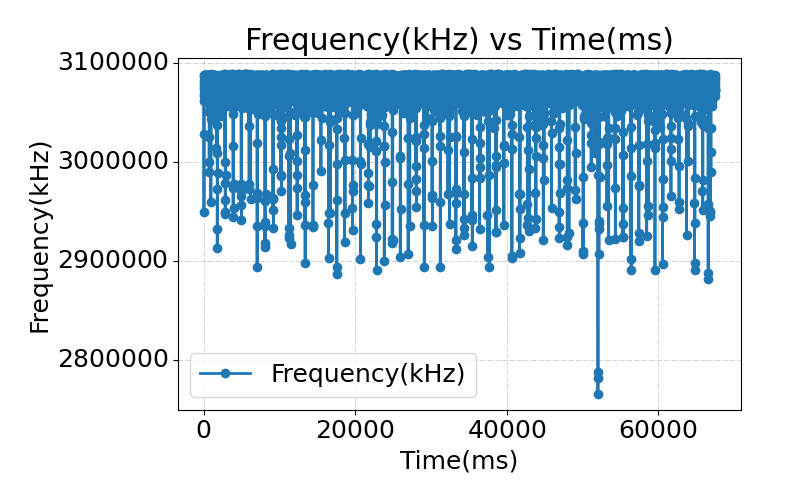 Frequency(kHz) vs Time(ms)
3100000
3000000
2900000
2800000
Frequency(kHz)
Frequency(kHz)
0 20000 40000 60000
Time(ms)